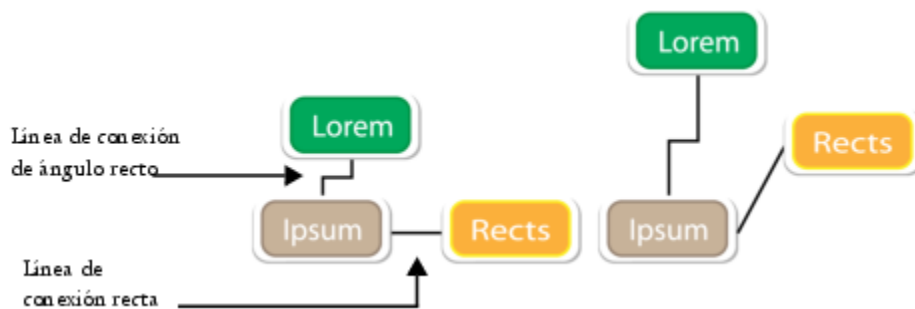 Lorem
Lorem
Línea de conexión
de ángulo recto
Rects
Ipsum
Rects
Ipsum
Línea de
conexión recta